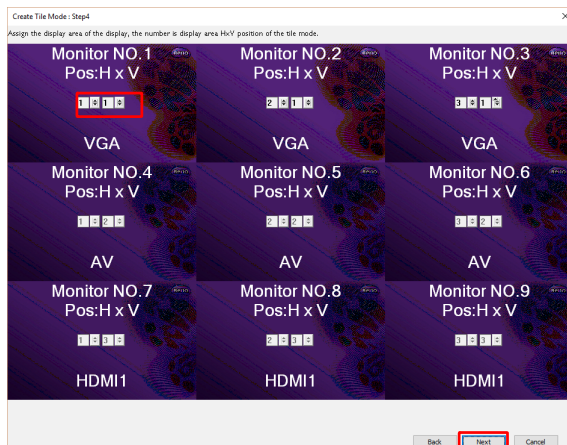 Create Tile Mode : Step4
Assign the display area of the display, the number is display area HxV position of the tile mode.
Monitor NO.1 Monitor NO.2 Monitor NO.3
Pos:H x V Pos:H x V Pos:H x V
1 1 2 1 3 1
VGA VGA VGA
Monitor NO.4 Monitor NO.5 Monitor NO.6
Pos:H x V Pos:H x V Pos:H x V
1 2 2 2 3 2
AV AV AV
Monitor NO.7 Monitor NO.8 Monitor NO.9
Pos:H x V Pos:H x V Pos:H x V
1 3 2 3 3 3
HDMI1 HDMI1 HDMI1
Back Next Cancel